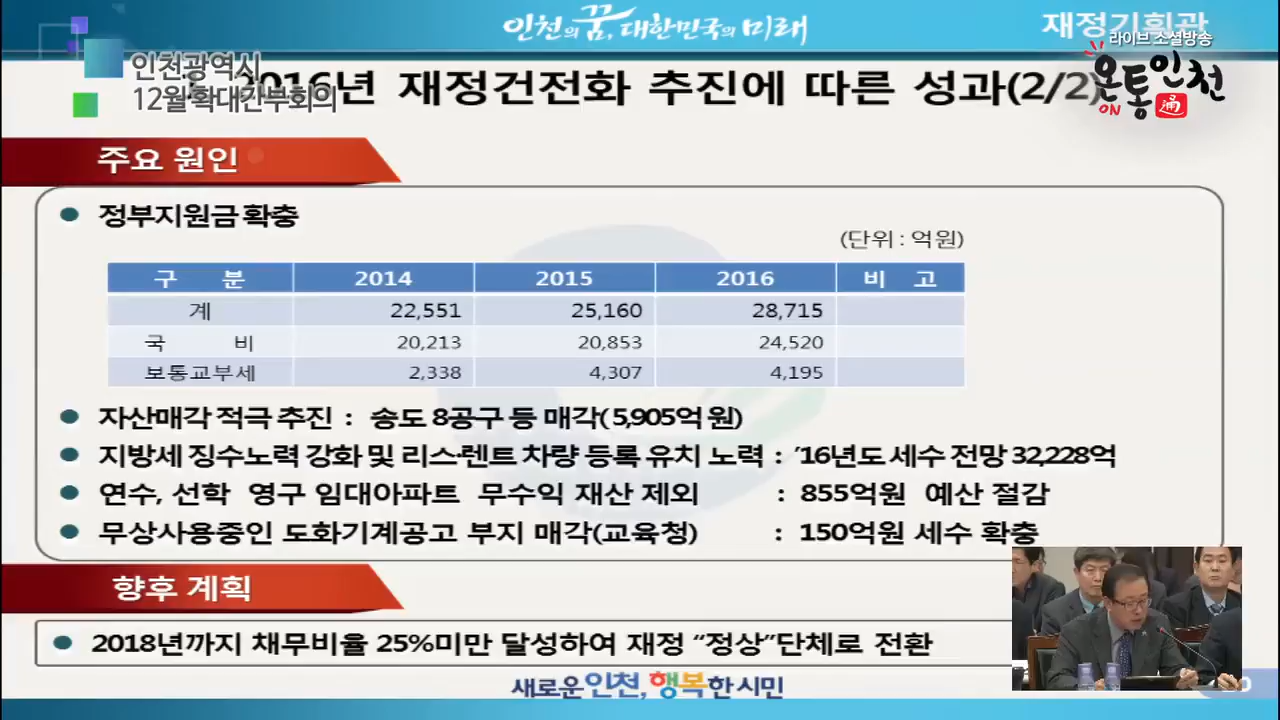 인천의 꿈, 대한민국의 미래
재정기획관
라이브 소셜방송
온통인천
ON
通
인천광역시
12월 확대간부회의
2016년 재정건전화 추진에 따른 성과(2/2)
주요 원인
정부지원금 확충
(단위 : 억원)
구 분 2014 2015 2016 비 고
계 22,551 25,160 28,715
국 비 20,213 20,853 24,520
보통교부세 2,338 4,307 4,195
자산매각 적극 추진 : 송도 8공구 등 매각(5,905억 원)
지방세 징수노력 강화 및 리스·렌트 차량 등록 유치 노력 : ′16년도 세수 전망 32,228억
연수, 선학 영구 임대아파트 무수익 재산 제외 : 855억원 예산 절감
무상사용중인 도화기계공고 부지 매각(교육청) : 150억원 세수 확충
향후 계획
2018년까지 채무비율 25%미만 달성하여 재정 “정상”단체로 전환
새로운 인천, 행복한 시민